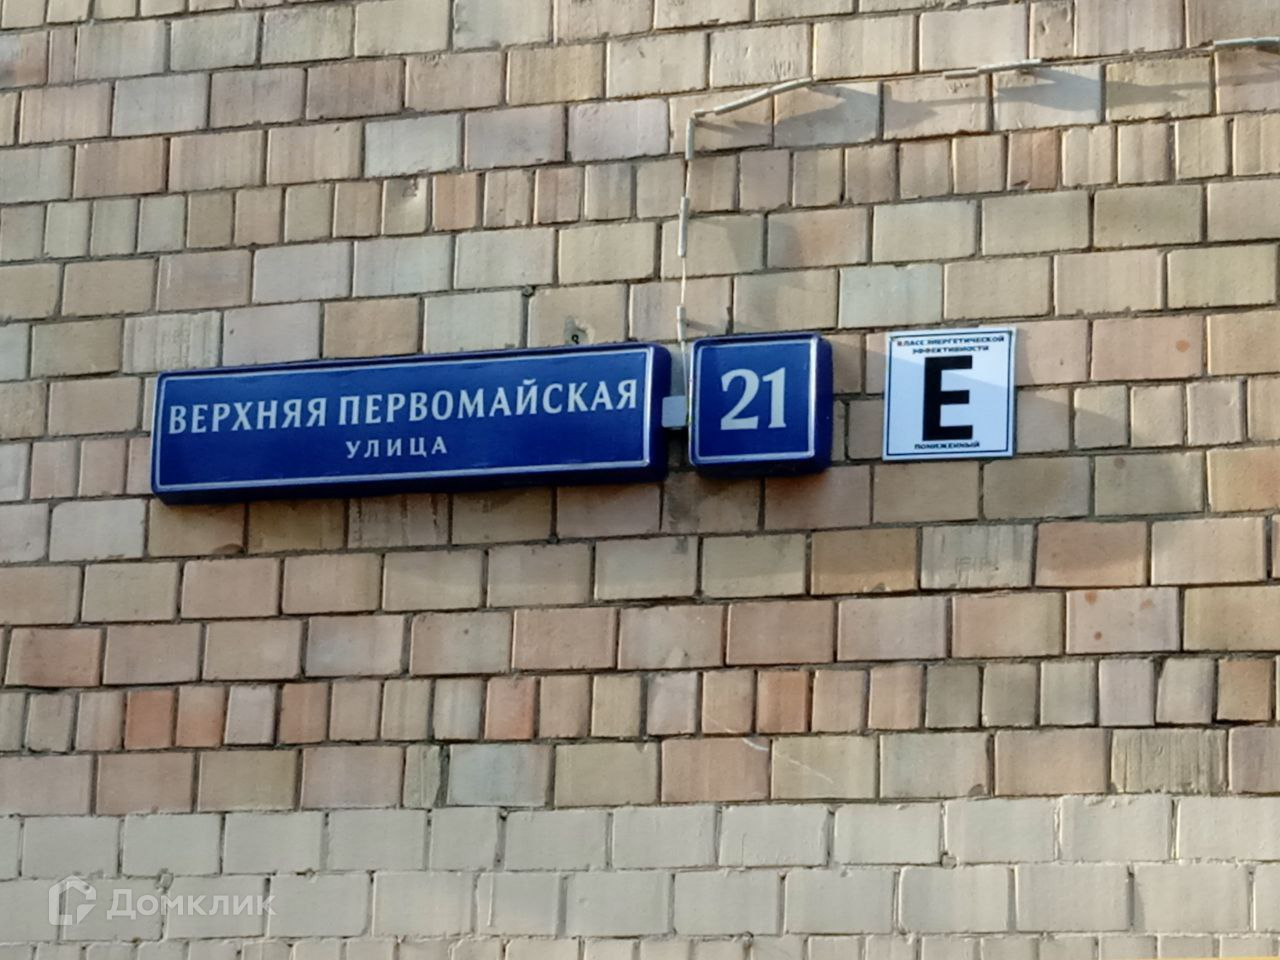 ВЕРХНЯЯ ПЕРВОМАЙСКАЯ
УЛИЦА
21
КЛАСС ЭНЕРГЕТИЧЕСКОЙ
ЭФФЕКТИВНОСТИ
E
ПОНИЖЕННЫЙ
Домклик